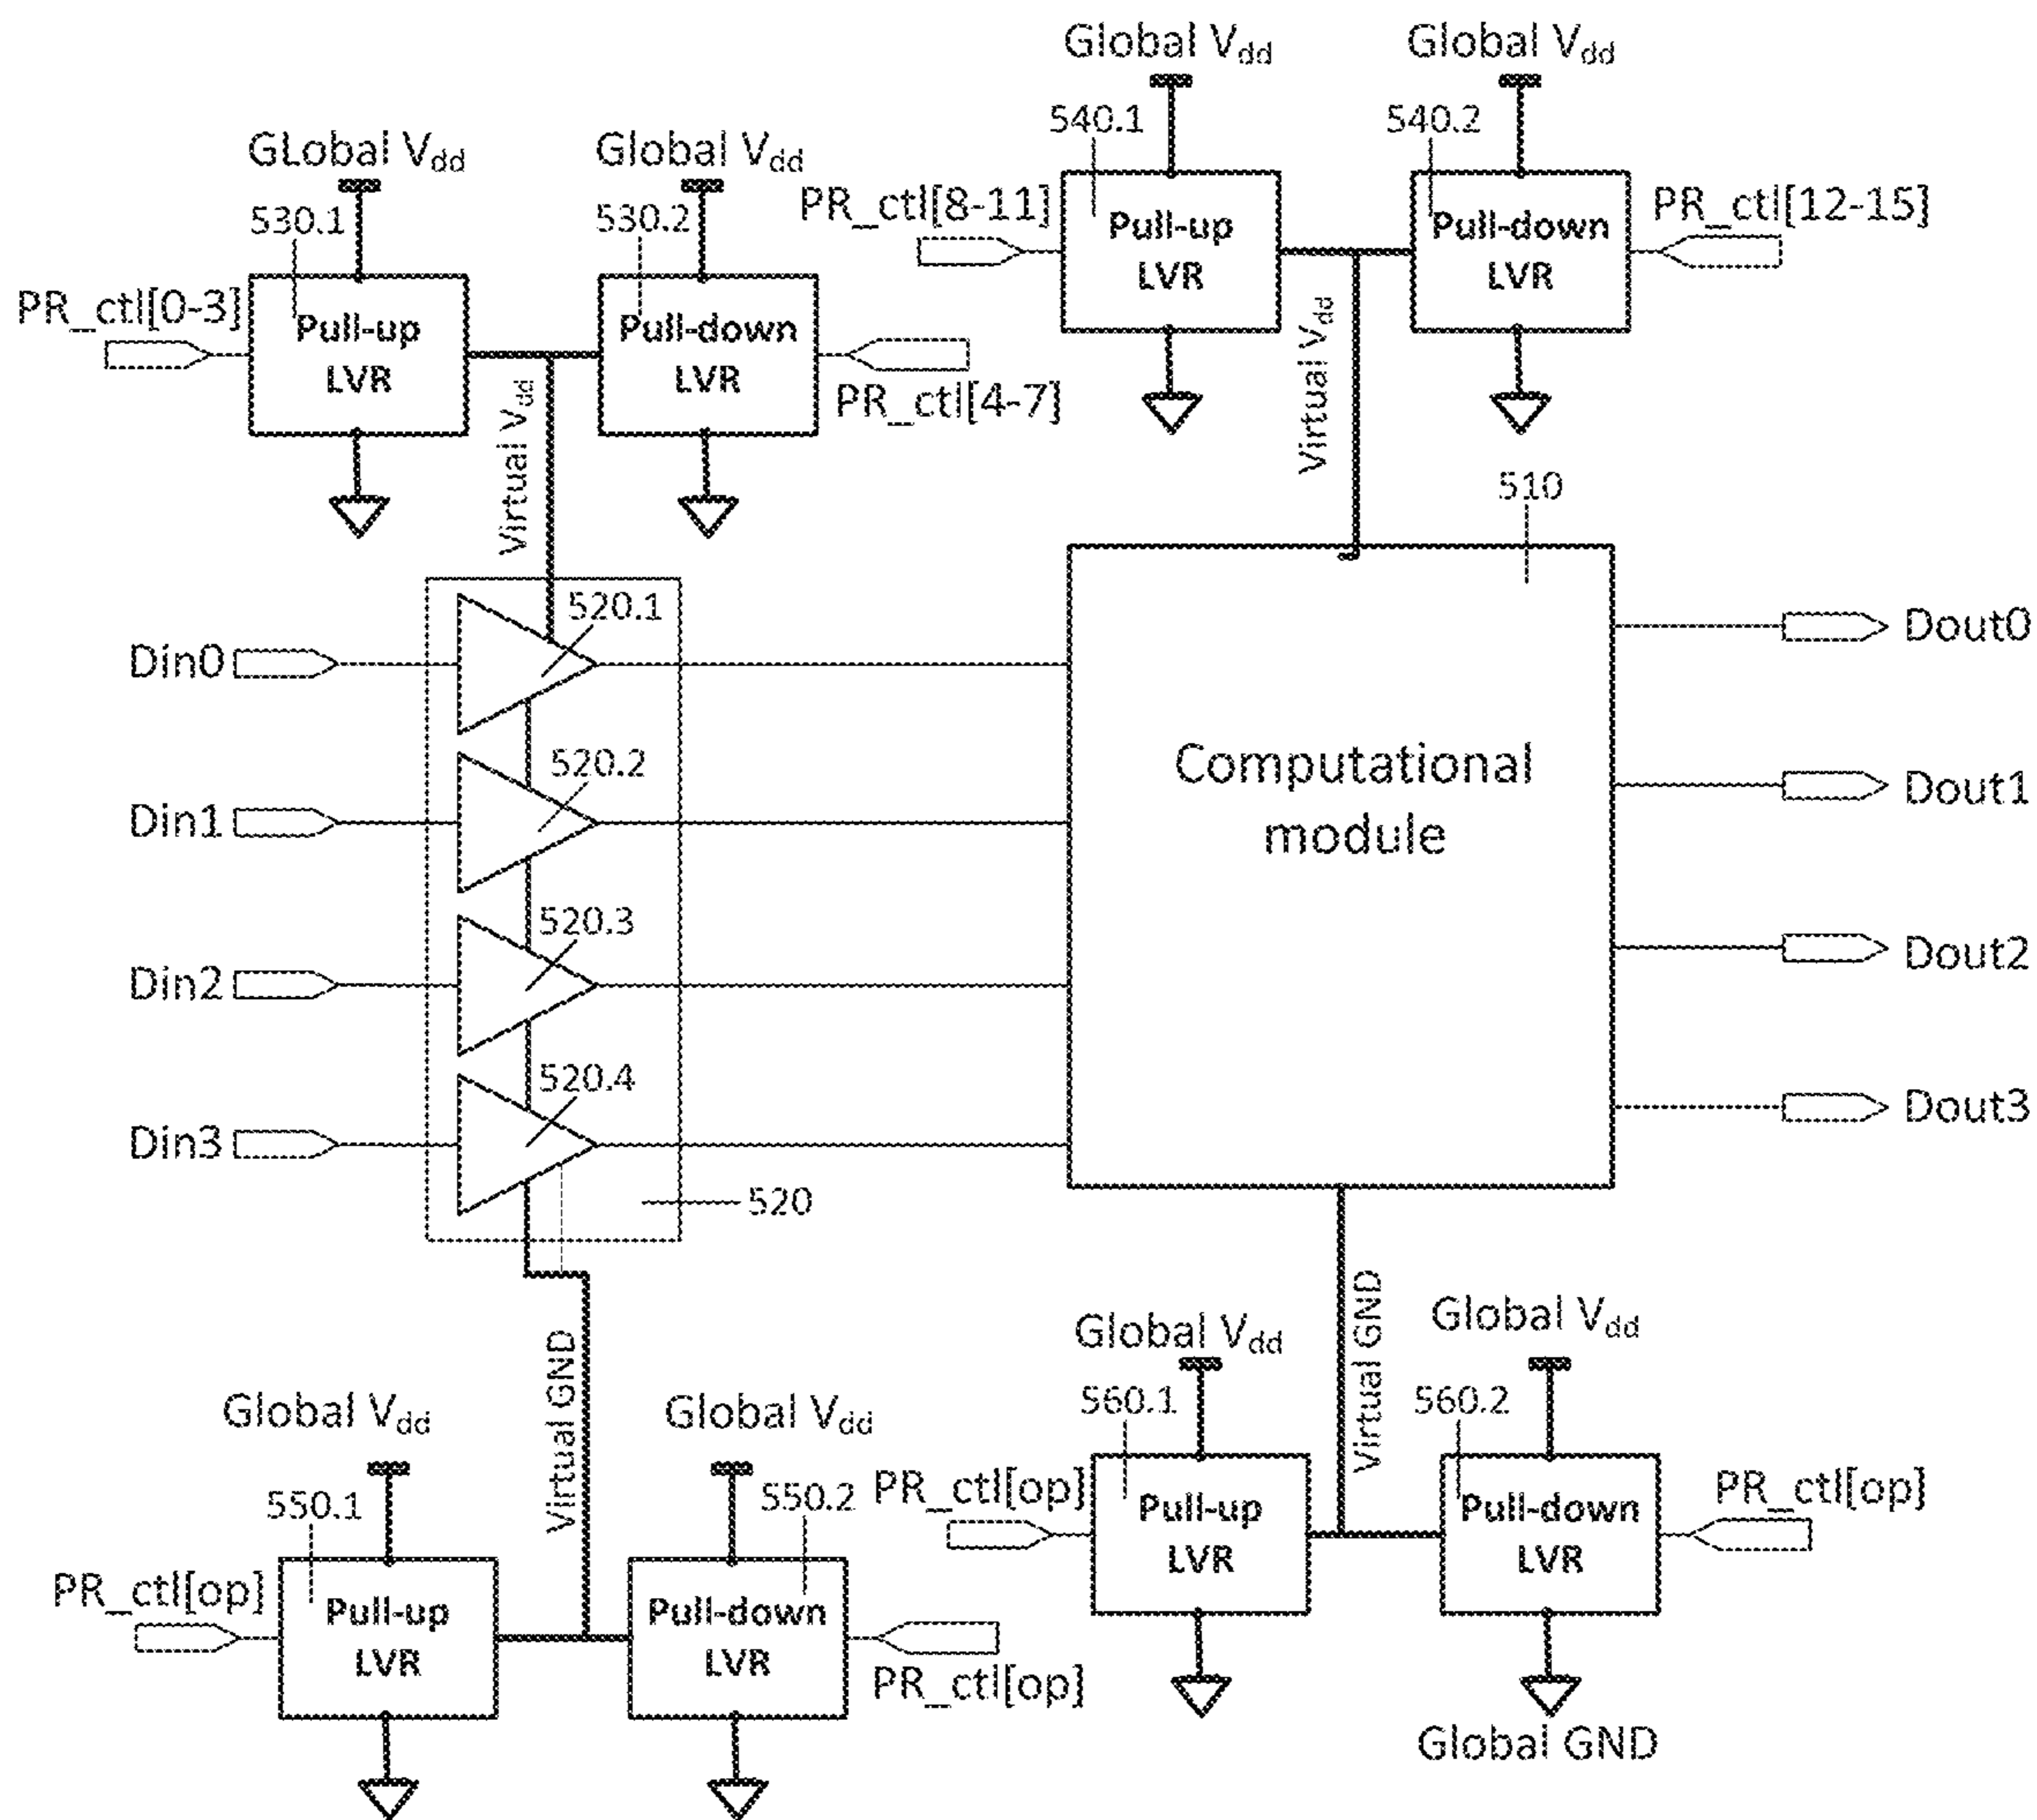 Global Vdd
Global Vdd
540.1
540.2
GLobal Vdd
Global Vdd
PR_ctl[8-11]
PR_ctl[12-15]
530.1
530.2
Pull-up
LVR
Pull-down
LVR
PR_ctl[0-3]
Pull-up
LVR
Pull-down
LVR
PR_ctl[4-7]
Virtual Vdd
Virtual Vdd
510
520.1
Din0
Dout0
520.2
Computational
module
Din1
Dout1
520.3
Din2
Dout2
520.4
Din3
Dout3
520
Virtual GND
Virtual GND
Global Vdd
Global Vdd
Global Vdd
Global Vdd
560.1
560.2
550.1
550.2
PR_ctl[op]
PR_ctl[op]
Pull-up
LVR
Pull-down
LVR
PR_ctl[op]
Pull-up
LVR
Pull-down
LVR
PR_ctl[op]
Global GND